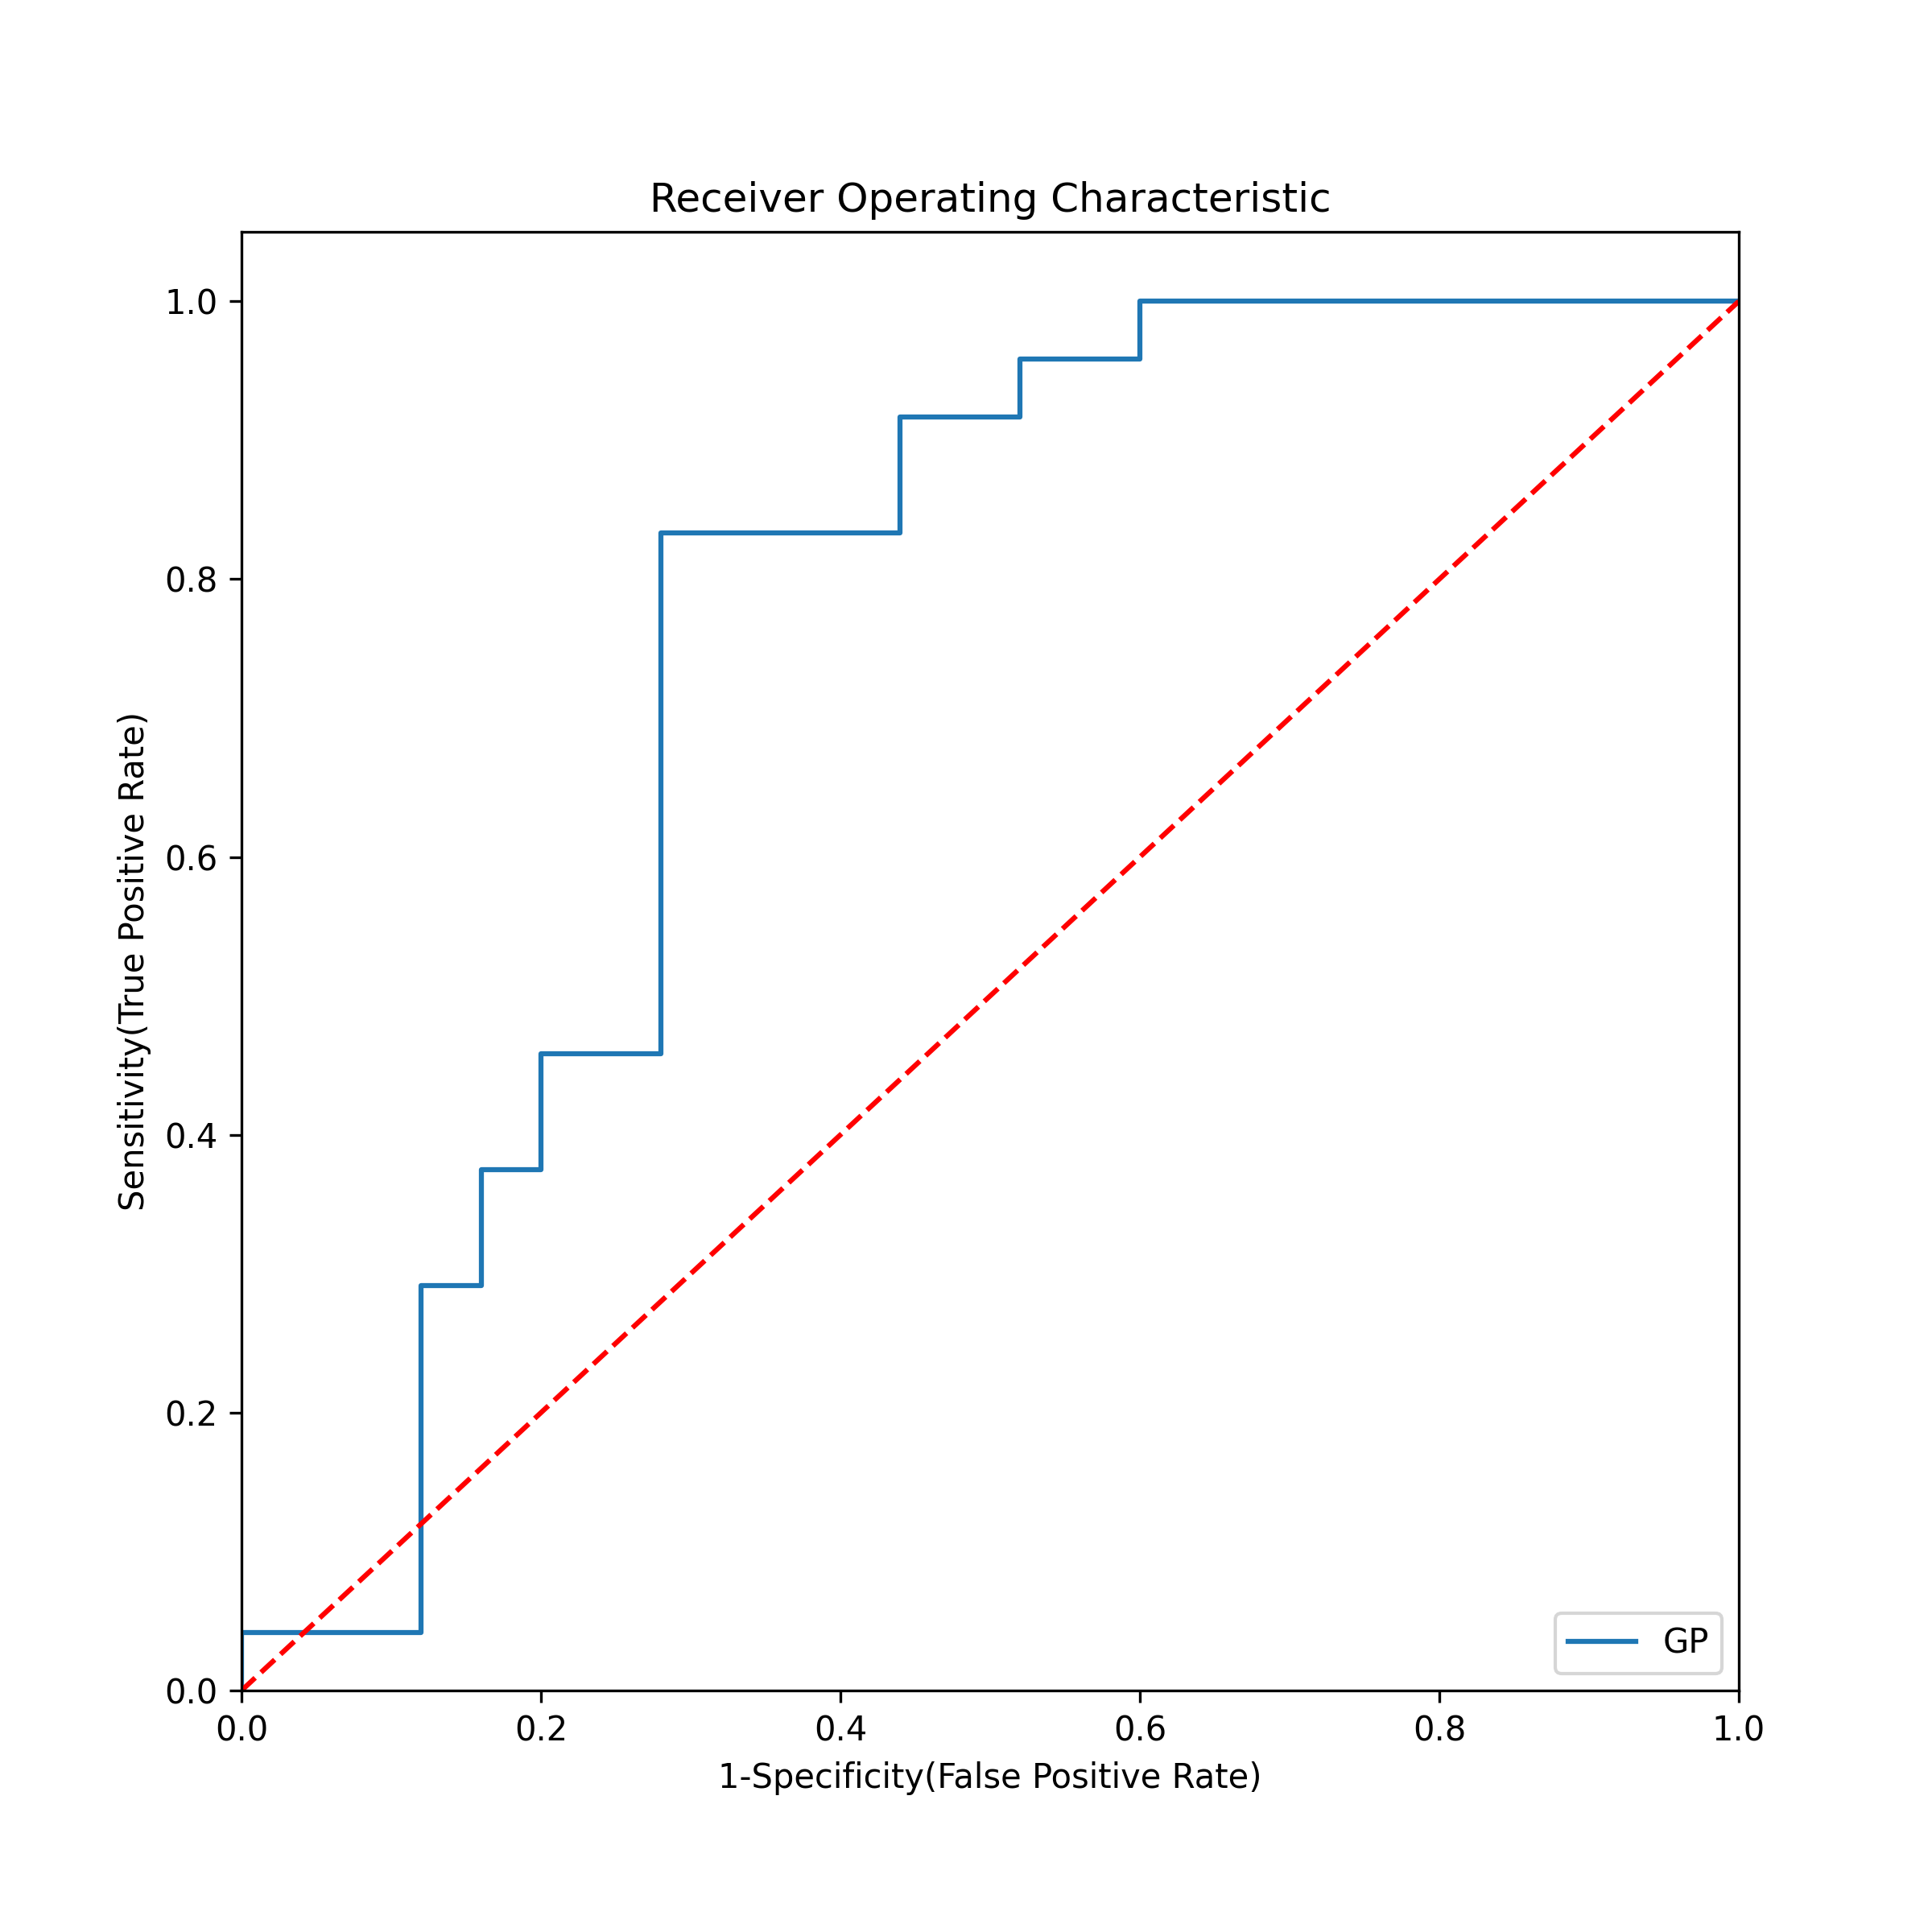 Receiver Operating Characteristic
1.0
0.8
0.6
0.4
0.2
0.0
Sensitivity(True Positive Rate)
GP
0.0 0.2 0.4 0.6 0.8 1.0
1-Specificity(False Positive Rate)